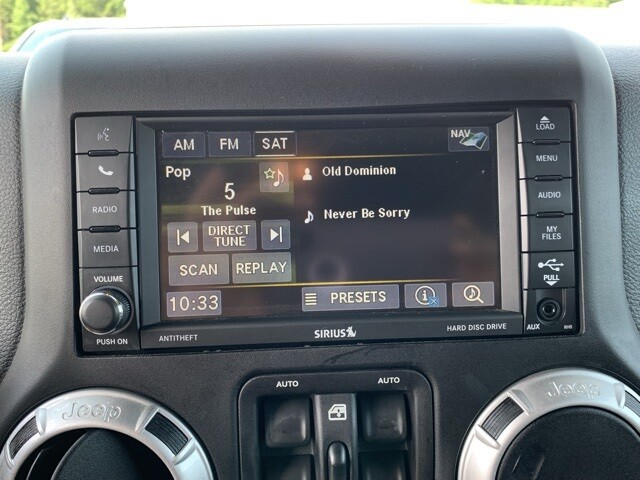 AM FM SAT NAV
Pop
5
The Pulse
Old Dominion
Never Be Sorry
DIRECT
TUNE
SCAN REPLAY
10:33 PRESETS
RADIO
MEDIA
VOLUME
PUSH ON
LOAD
MENU
AUDIO
MY
FILES
PULL
AUX RHB
ANTITHEFT SIRIUS HARD DISC DRIVE
AUTO AUTO
Jeep Jeep